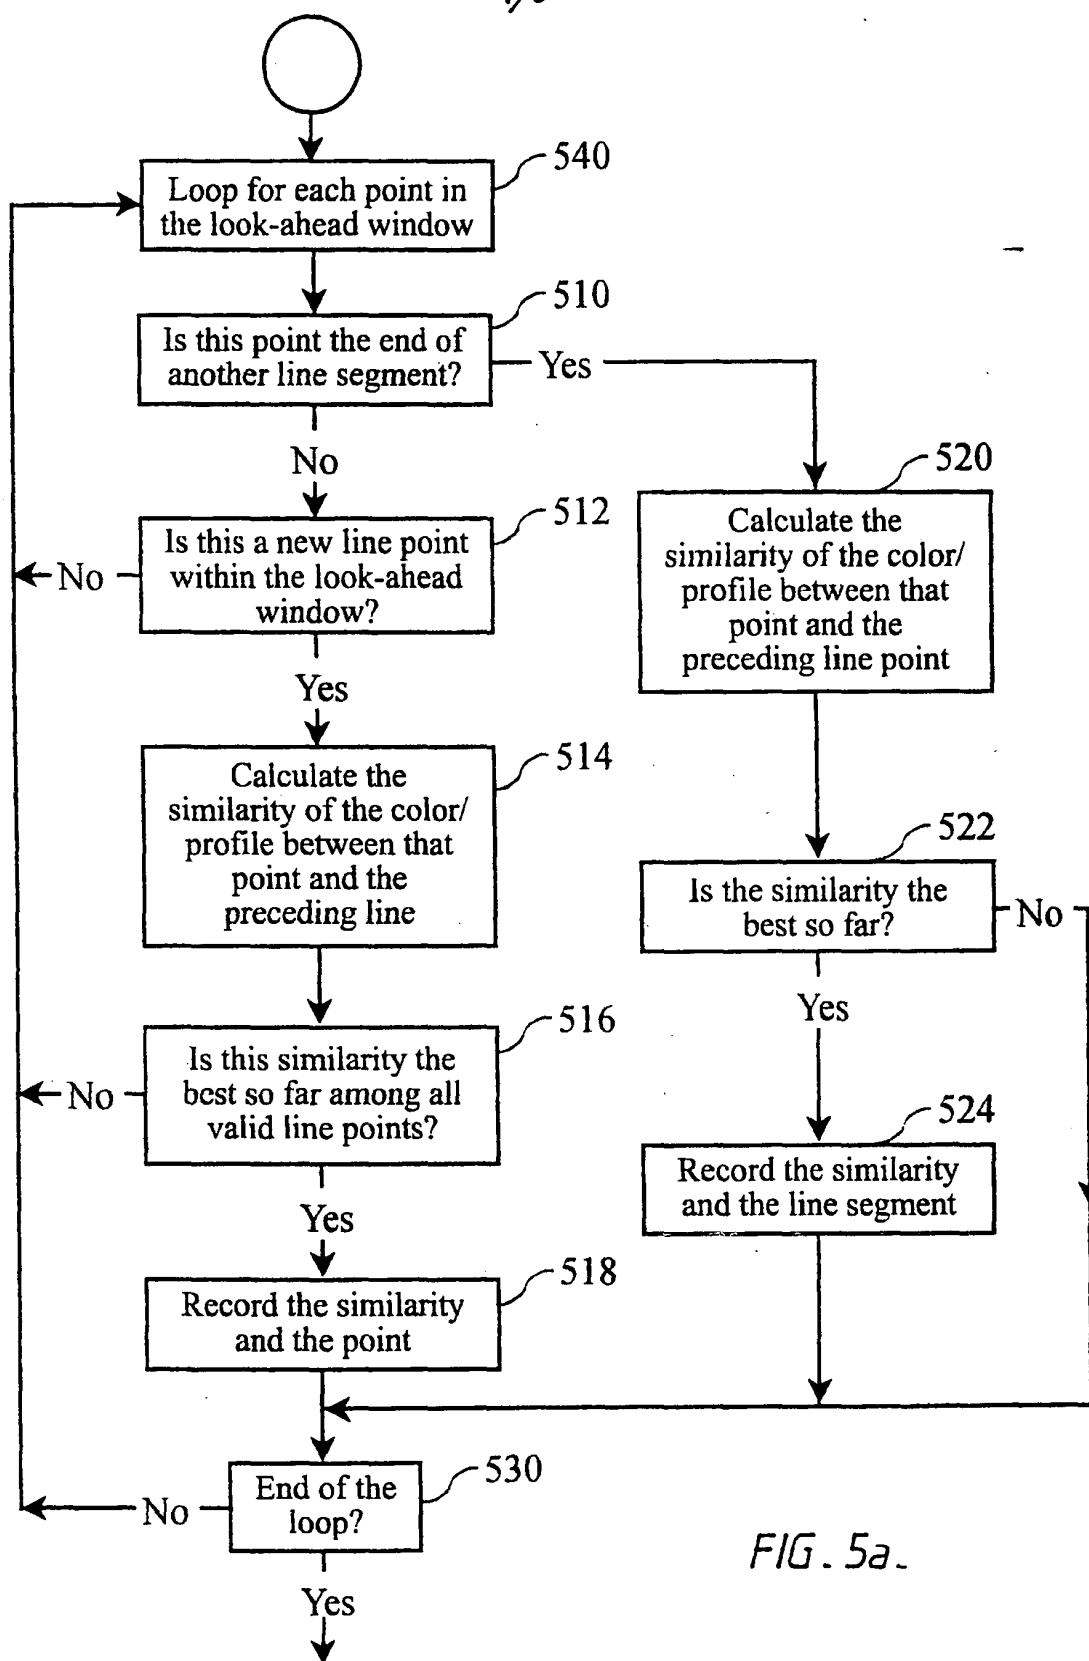 540
Loop for each point in
the look-ahead window
510
Is this point the end of
another line segment?
Yes
No
520
Calculate the
similarity of the color/
profile between that
point and the
preceding line point
512
Is this a new line point
within the look-ahead
window?
No
Yes
514
Calculate the
similarity of the color/
profile between that
point and the
preceding line
522
Is the similarity the
best so far?
No
Yes
516
Is this similarity the
best so far among all
valid line points?
No
Yes
524
Record the similarity
and the line segment
518
Record the similarity
and the point
530
End of the
loop?
No
Yes
FIG. 5a.